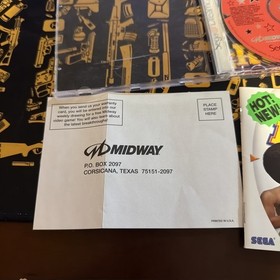 When you send us your warranty
card, you will be entered into our
weekly drawing for a free Midway
video game! You will also learn about
the latest breakthroughs!
PLACE
STAMP
HERE
MIDWAY
P.O. BOX 2097
CORSICANA, TEXAS 75151-2097
HOT
NEW
SEGA